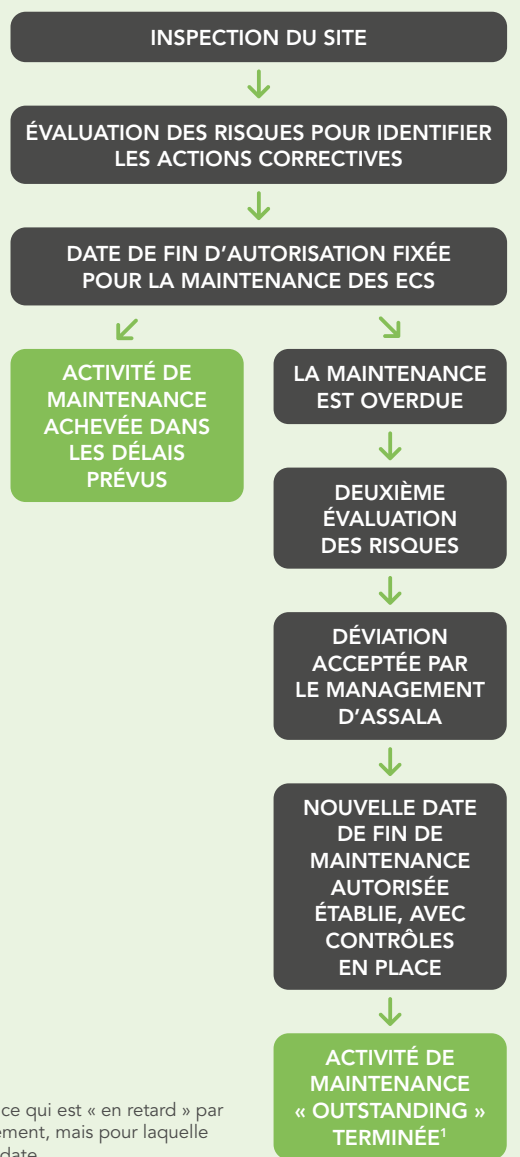 INSPECTION DU SITE
ÉVALUATION DES RISQUES POUR IDENTIFIER
LES ACTIONS CORRECTIVES
DATE DE FIN D'AUTORISATION FIXÉE
POUR LA MAINTENANCE DES ECS
ACTIVITÉ DE
MAINTENANCE
ACHEVÉE DANS
LES DÉLAIS
PRÉVUS
LA MAINTENANCE
EST OVERDUE
DEUXIÈME
ÉVALUATION
DES RISQUES
DÉVIATION
ACCEPTÉE PAR
LE MANAGEMENT
D'ASSALA
NOUVELLE DATE
DE FIN DE
MAINTENANCE
AUTORISÉE
ÉTABLIE, AVEC
CONTRÔLES
EN PLACE
ACTIVITÉ DE
MAINTENANCE
« OUTSTANDING »
TERMINÉE¹
ce qui est « en retard » par
ement, mais pour laquelle
date